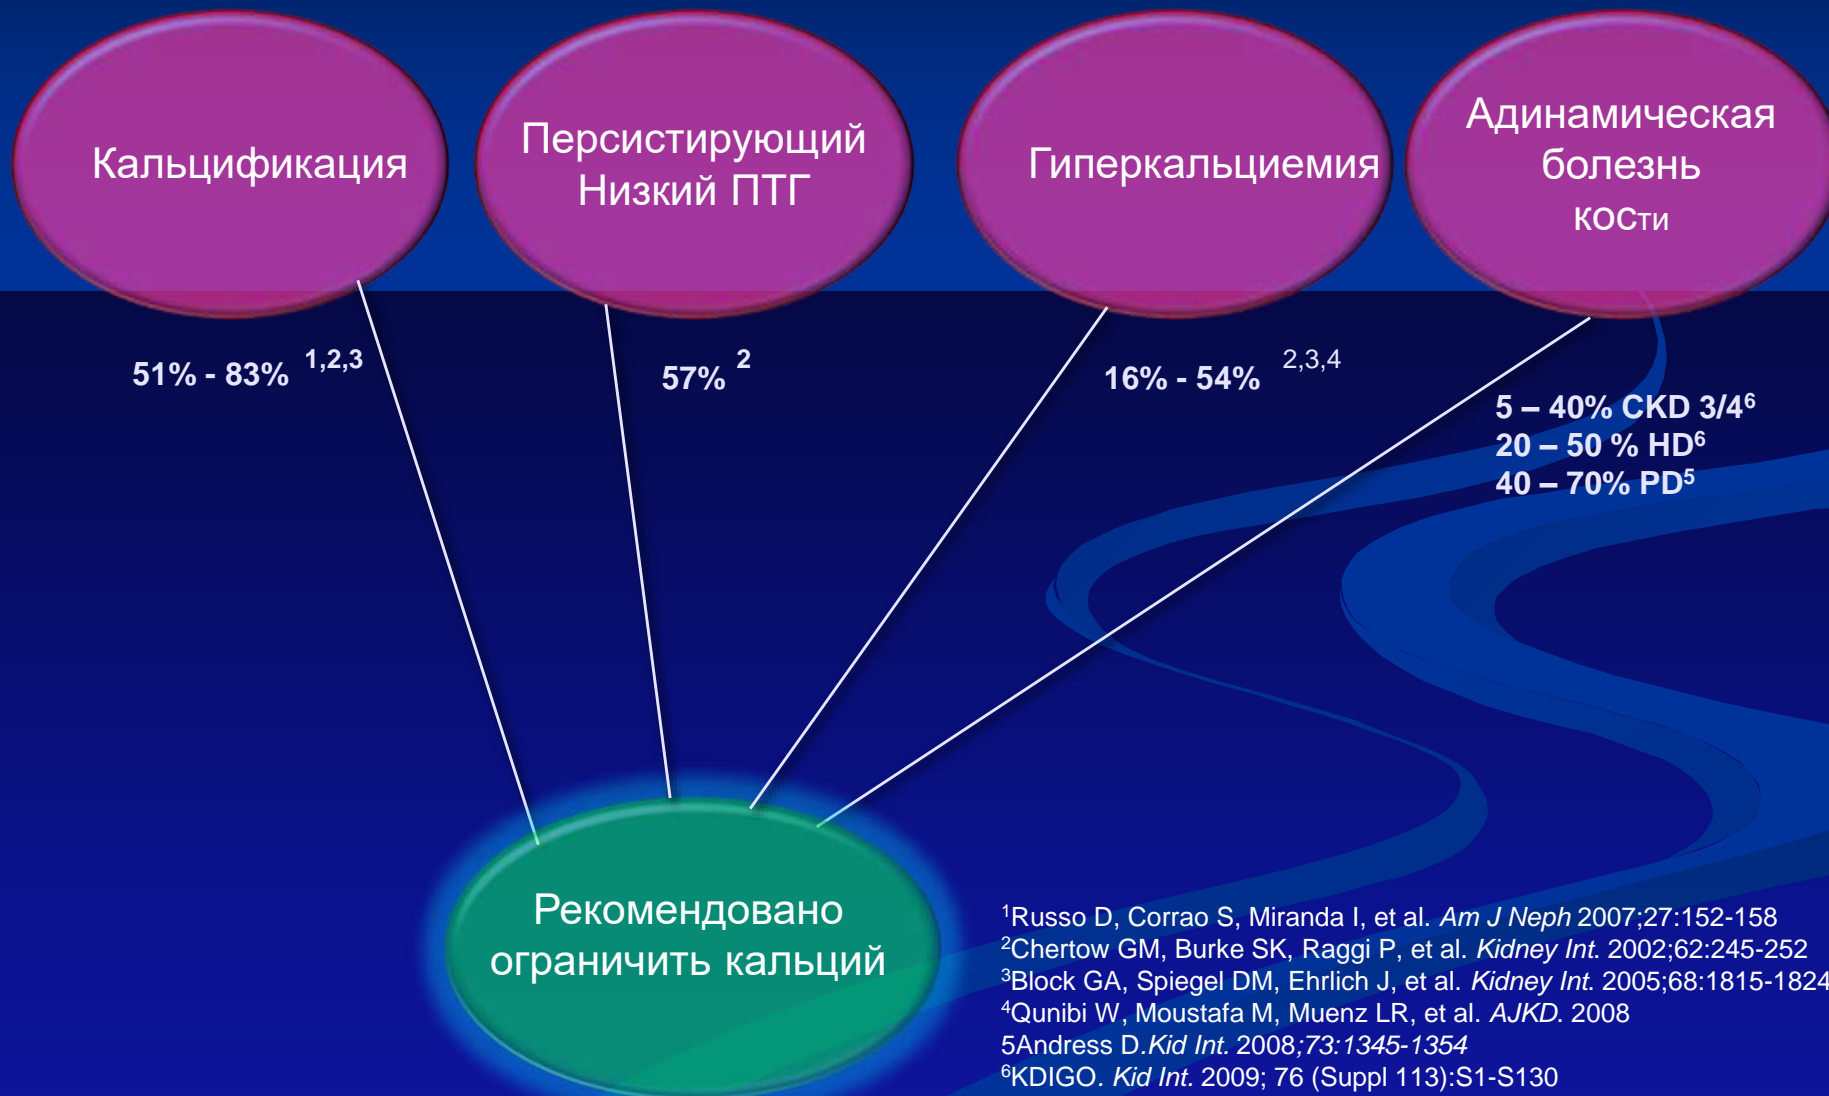 Кальцификация
Персистирующий
Низкий ПТГ
Гиперкальциемия
Адинамическая
болезнь
кости
51% - 83% 1,2,3
57% 2
16% - 54% 2,3,4
5 – 40% CKD 3/4⁶
20 – 50 % HD⁶
40 – 70% PD⁵
Рекомендовано
ограничить кальций
¹Russo D, Corrao S, Miranda I, et al. Am J Neph 2007;27:152-158
²Chertow GM, Burke SK, Raggi P, et al. Kidney Int. 2002;62:245-252
³Block GA, Spiegel DM, Ehrlich J, et al. Kidney Int. 2005;68:1815-1824
⁴Qunibi W, Moustafa M, Muenz LR, et al. AJKD. 2008
5Andress D.Kid Int. 2008;73:1345-1354
⁶KDIGO. Kid Int. 2009; 76 (Suppl 113):S1-S130